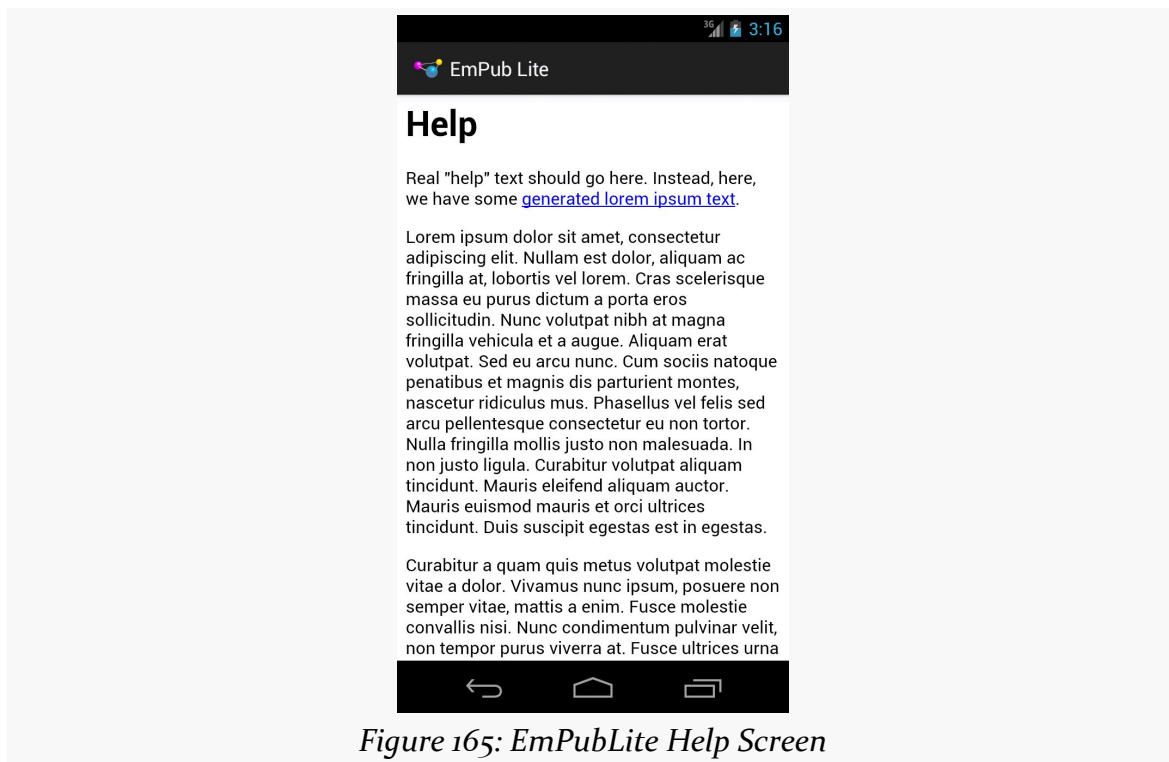 3G 3:16
EmPub Lite
Help
Real "help" text should go here. Instead, here,
we have some generated lorem ipsum text.
Lorem ipsum dolor sit amet, consectetur
adipiscing elit. Nullam est dolor, aliquam ac
fringilla at, lobortis vel lorem. Cras scelerisque
massa eu purus dictum a porta eros
sollicitudin. Nunc volutpat nibh at magna
fringilla vehicula et a augue. Aliquam erat
volutpat. Sed eu arcu nunc. Cum sociis natoque
penatibus et magnis dis parturient montes,
nascetur ridiculus mus. Phasellus vel felis sed
arcu pellentesque consectetur eu non tortor.
Nulla fringilla mollis justo non malesuada. In
non justo ligula. Curabitur volutpat aliquam
tincidunt. Mauris eleifend aliquam auctor.
Mauris euismod mauris et orci ultrices
tincidunt. Duis suscipit egestas est in egestas.
Curabitur a quam quis metus volutpat molestie
vitae a dolor. Vivamus nunc ipsum, posuere non
semper vitae, mattis a enim. Fusce molestie
convallis nisi. Nunc condimentum pulvinar velit,
non tempor purus viverra at. Fusce ultrices urna
Figure 165: EmPubLite Help Screen